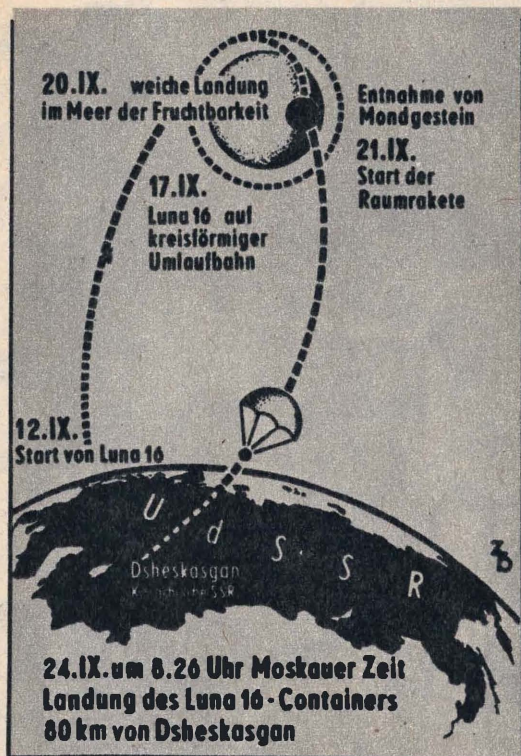 20.IX. weiche Landung
im Meer der Fruchtbarkeit
Entnahme von
Mondgestein
21.IX.
Start der
Raumrakete
17.IX.
Luna 16 auf
kreisförmiger
Umlaufbahn
12.IX.
Start von Luna 16
UdSSR
Dsheskasgan
SSR
24.IX. um 8.26 Uhr Moskauer Zeit
Landung des Luna 16-Containers
80 km von Dsheskasgan